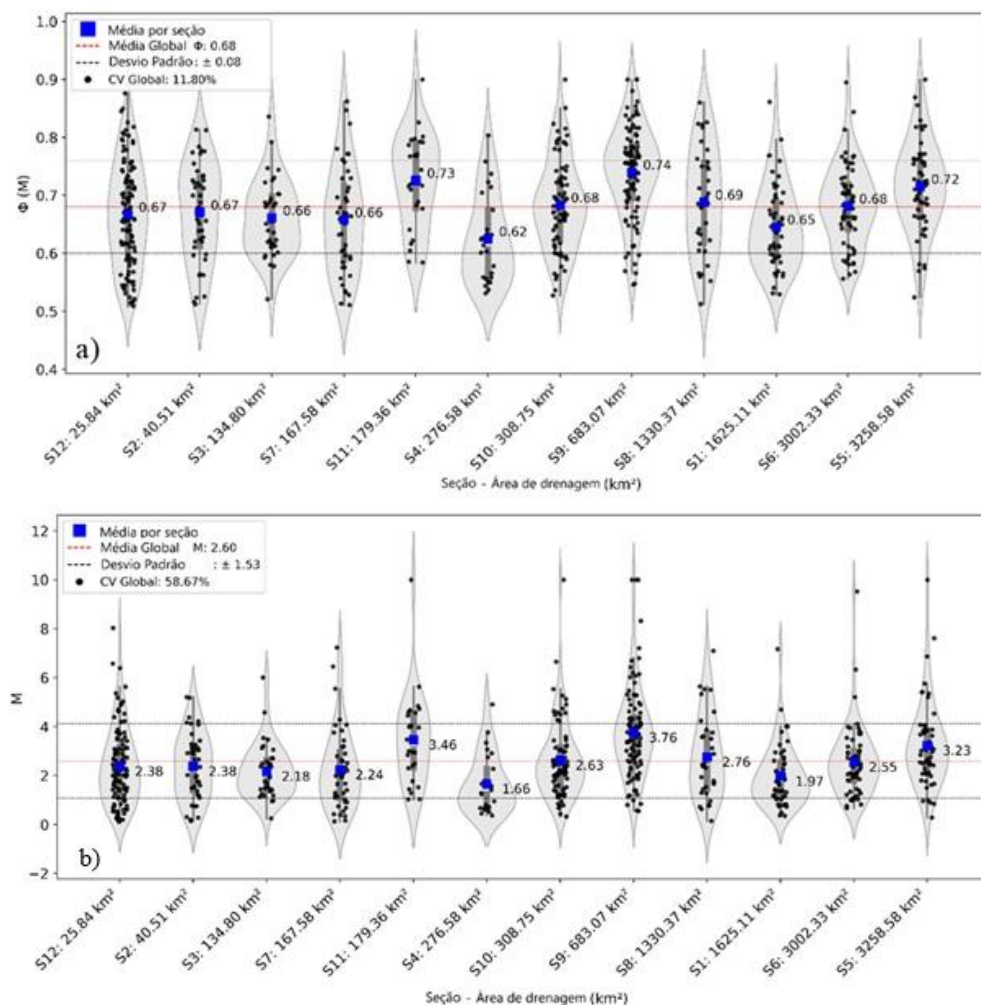 1.0
0.9
0.8
0.7
0.6
0.5
0.4
Φ (M)
Média por seção
Média Global Φ: 0.68
Desvio Padrão: ± 0.08
CV Global: 11.80%
0.67
0.67
0.66
0.66
0.73
0.62
0.68
0.74
0.69
0.65
0.68
0.72
a)
S12: 25.84 km²
S2: 40.51 km²
S3: 134.80 km²
S7: 167.58 km²
S11: 179.36 km²
S4: 276.58 km²
S10: 308.75 km²
S9: 683.07 km²
S8: 1330.37 km²
S1: 1625.11 km²
S6: 3002.33 km²
S5: 3258.58 km²
Seção - Área de drenagem (km²)
12
10
8
6
4
2
0
−2
M
Média por seção
Média Global M: 2.60
Desvio Padrão : ± 1.53
CV Global: 58.67%
2.38
2.38
2.18
2.24
3.46
1.66
2.63
3.76
2.76
1.97
2.55
3.23
b)
S12: 25.84 km²
S2: 40.51 km²
S3: 134.80 km²
S7: 167.58 km²
S11: 179.36 km²
S4: 276.58 km²
S10: 308.75 km²
S9: 683.07 km²
S8: 1330.37 km²
S1: 1625.11 km²
S6: 3002.33 km²
S5: 3258.58 km²
Seção - Área de drenagem (km²)